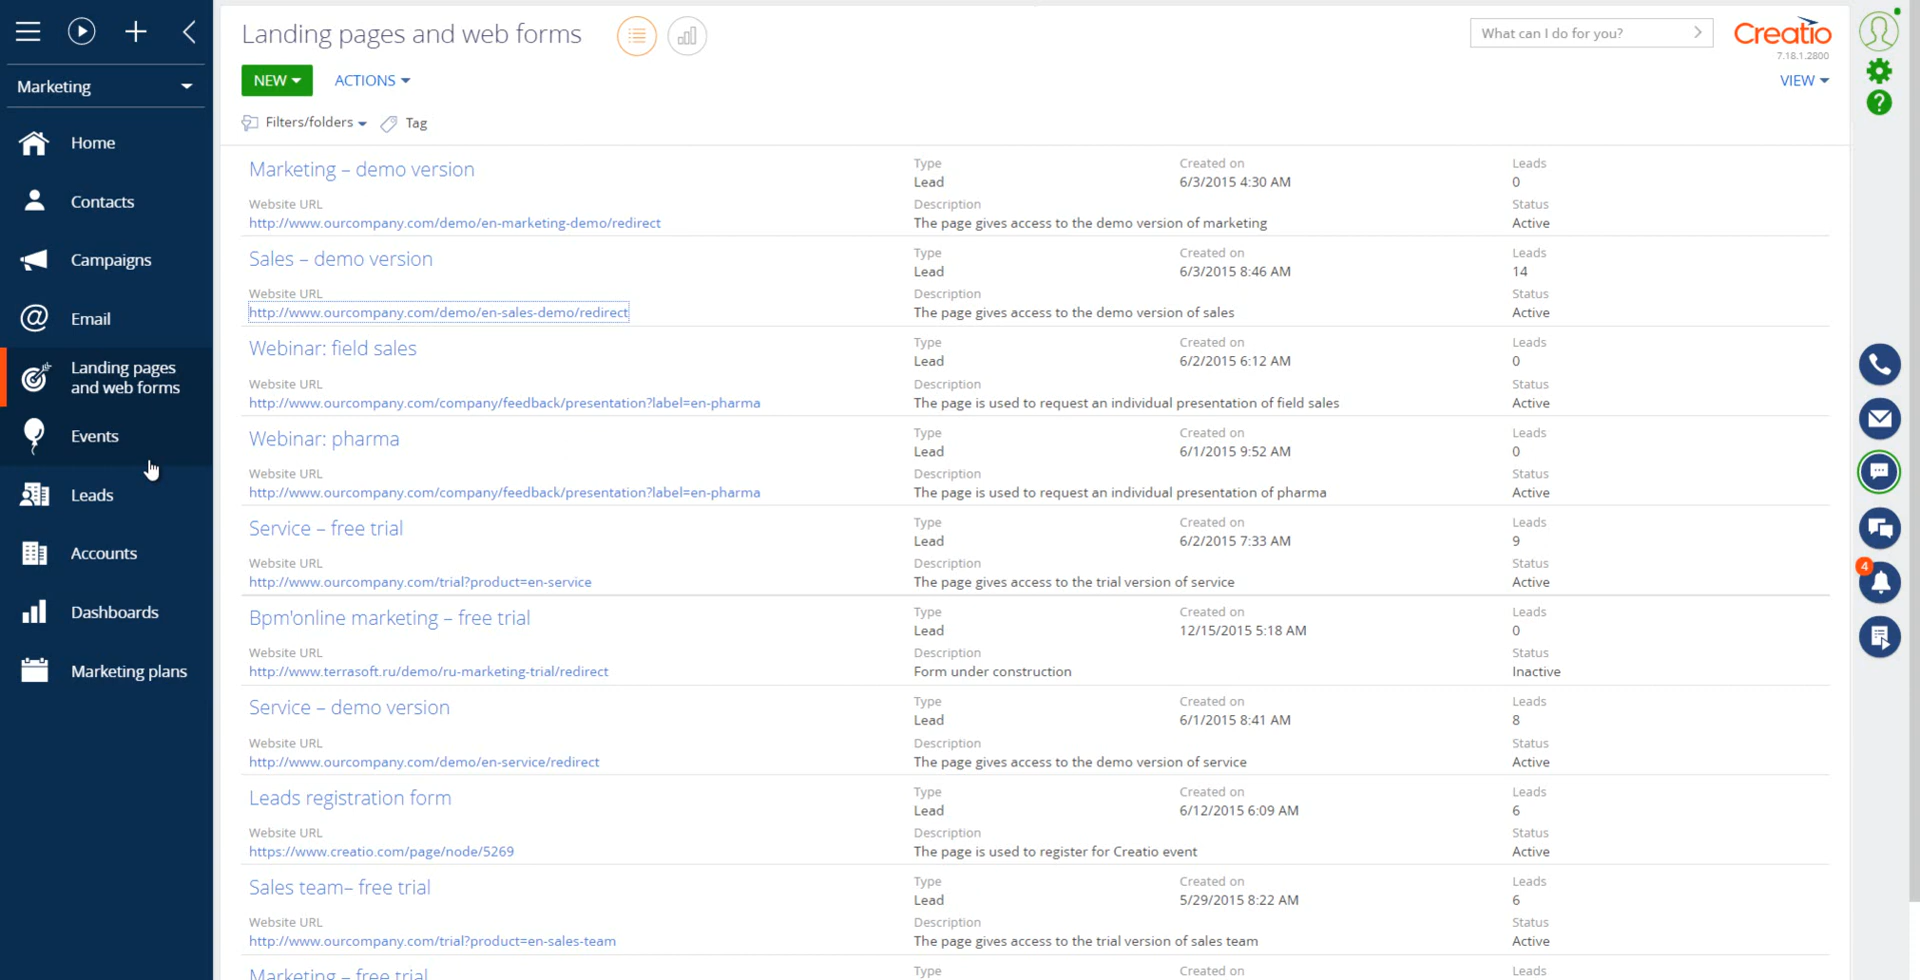 Landing pages and web forms
What can I do for you?
Creatio
7.18.1.2800
NEW
ACTIONS
VIEW
Filters/folders
Tag
Marketing
Home
Contacts
Campaigns
Email
Landing pages
and web forms
Events
Leads
Accounts
Dashboards
Marketing plans
Marketing – demo version
Type
Lead
Created on
6/3/2015 4:30 AM
Leads
0
Website URL
http://www.ourcompany.com/demo/en-marketing-demo/redirect
Description
The page gives access to the demo version of marketing
Status
Active
Sales – demo version
Type
Lead
Created on
6/3/2015 8:46 AM
Leads
14
Website URL
http://www.ourcompany.com/demo/en-sales-demo/redirect
Description
The page gives access to the demo version of sales
Status
Active
Webinar: field sales
Type
Lead
Created on
6/2/2015 6:12 AM
Leads
0
Website URL
http://www.ourcompany.com/company/feedback/presentation?label=en-pharma
Description
The page is used to request an individual presentation of field sales
Status
Active
Webinar: pharma
Type
Lead
Created on
6/1/2015 9:52 AM
Leads
0
Website URL
http://www.ourcompany.com/company/feedback/presentation?label=en-pharma
Description
The page is used to request an individual presentation of pharma
Status
Active
Service – free trial
Type
Lead
Created on
6/2/2015 7:33 AM
Leads
9
Website URL
http://www.ourcompany.com/trial?product=en-service
Description
The page gives access to the trial version of service
Status
Active
Bpm'online marketing – free trial
Type
Lead
Created on
12/15/2015 5:18 AM
Leads
0
Website URL
http://www.terrasoft.ru/demo/ru-marketing-trial/redirect
Description
Form under construction
Status
Inactive
Service – demo version
Type
Lead
Created on
6/1/2015 8:41 AM
Leads
8
Website URL
http://www.ourcompany.com/demo/en-service/redirect
Description
The page gives access to the demo version of service
Status
Active
Leads registration form
Type
Lead
Created on
6/12/2015 6:09 AM
Leads
6
Website URL
https://www.creatio.com/page/node/5269
Description
The page is used to register for Creatio event
Status
Active
Sales team– free trial
Type
Lead
Created on
5/29/2015 8:22 AM
Leads
6
Website URL
http://www.ourcompany.com/trial?product=en-sales-team
Description
The page gives access to the trial version of sales team
Status
Active
Marketing – free trial
Type
Created on
Leads
?
4